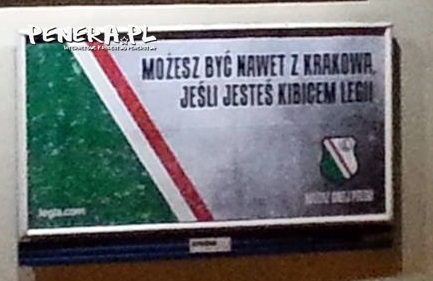 PENERA.PL
MOŻESZ BYĆ NAWET Z KRAKOWA,
JEŚLI JESTEŚ KIBICEM LEGII
legia.com